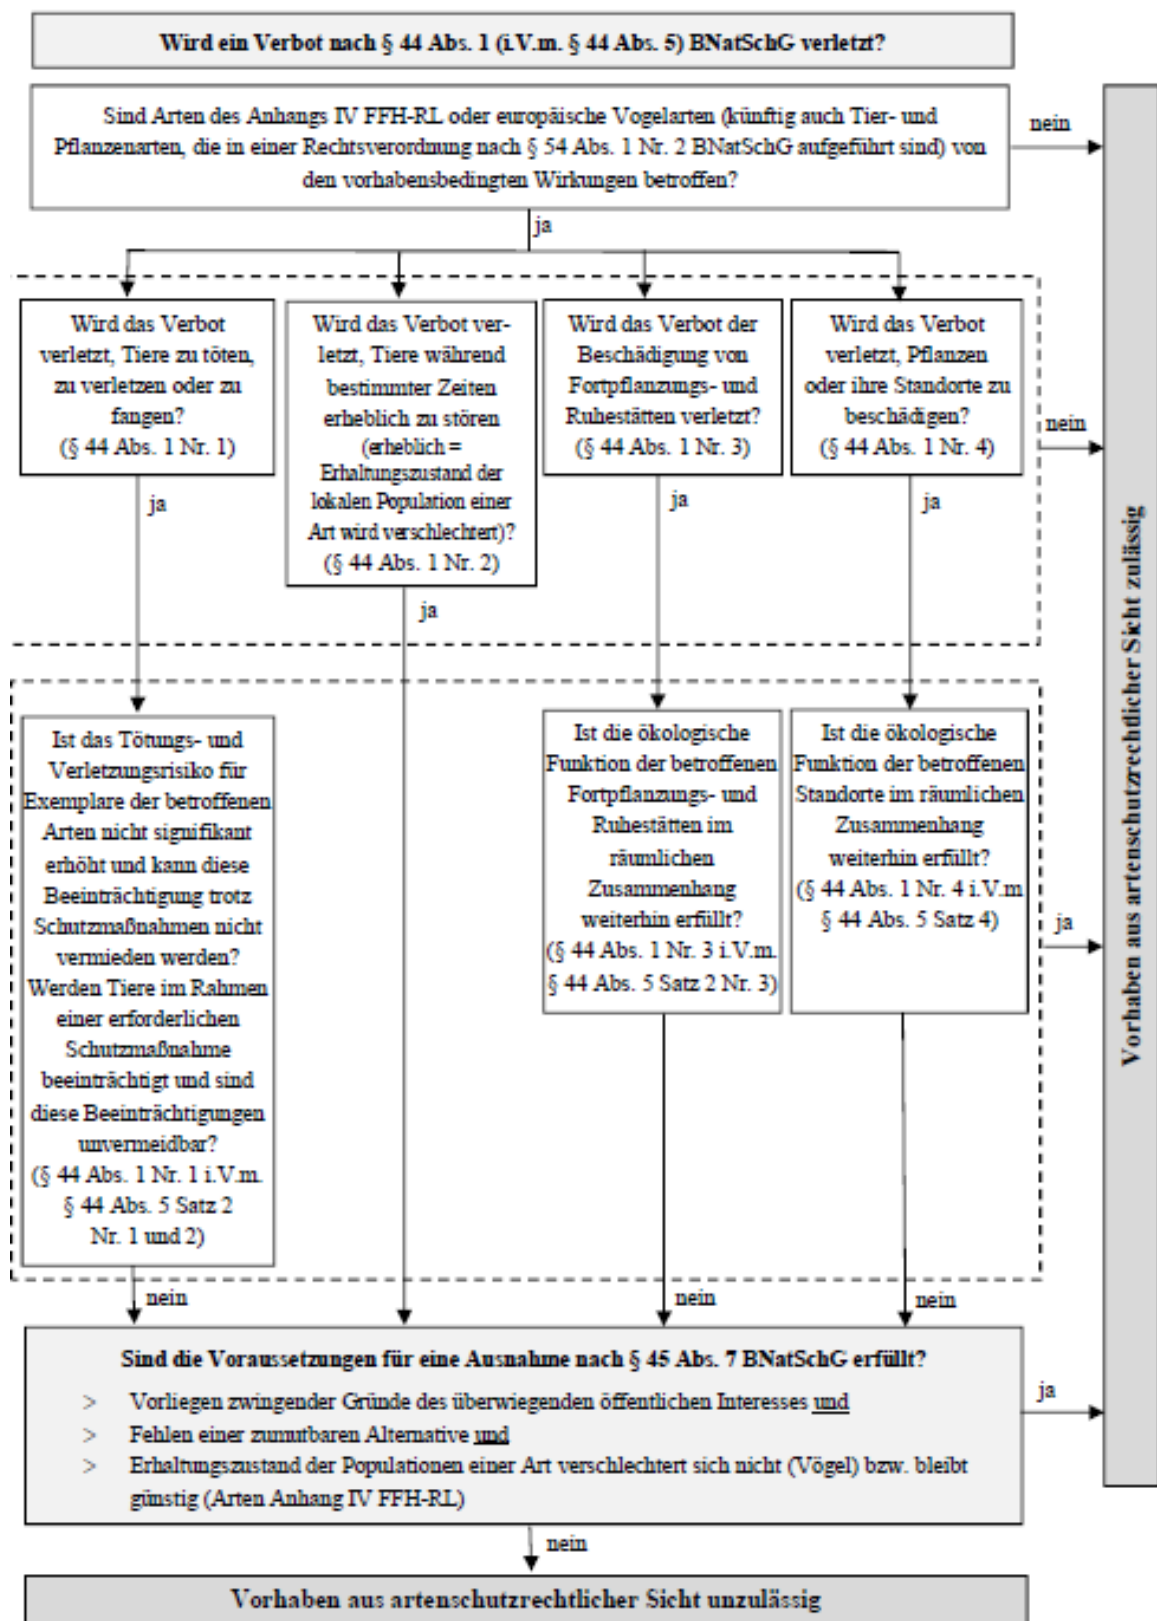 Wird ein Verbot nach § 44 Abs. 1 (i.V.m. § 44 Abs. 5) BNatSchG verletzt?
Sind Arten des Anhangs IV FFH-RL oder europäische Vogelarten (künftig auch Tier- und
Pflanzenarten, die in einer Rechtsverordnung nach § 54 Abs. 1 Nr. 2 BNatSchG aufgeführt sind) von
den vorhabensbedingten Wirkungen betroffen?
nein
ja
Wird das Verbot
verletzt, Tiere zu töten,
zu verletzen oder zu
fangen?
(§ 44 Abs. 1 Nr. 1)
ja
Wird das Verbot ver-
letzt, Tiere während
bestimmter Zeiten
erheblich zu stören
(erheblich =
Erhaltungszustand der
lokalen Population einer
Art wird verschlechtert)?
(§ 44 Abs. 1 Nr. 2)
ja
Wird das Verbot der
Beschädigung von
Fortpflanzungs- und
Ruhestätten verletzt?
(§ 44 Abs. 1 Nr. 3)
ja
Wird das Verbot
verletzt, Pflanzen
oder ihre Standorte zu
beschädigen?
(§ 44 Abs. 1 Nr. 4)
ja
nein
Ist das Tötungs- und
Verletzungsrisiko für
Exemplare der betroffenen
Arten nicht signifikant
erhöht und kann diese
Beeinträchtigung trotz
Schutzmaßnahmen nicht
vermieden werden?
Werden Tiere im Rahmen
einer erforderlichen
Schutzmaßnahme
beeinträchtigt und sind
diese Beeinträchtigungen
unvermeidbar?
(§ 44 Abs. 1 Nr. 1 i.V.m.
§ 44 Abs. 5 Satz 2
Nr. 1 und 2)
nein
Ist die ökologische
Funktion der betroffenen
Fortpflanzungs- und
Ruhestätten im
räumlichen
Zusammenhang
weiterhin erfüllt?
(§ 44 Abs. 1 Nr. 3 i.V.m.
§ 44 Abs. 5 Satz 2 Nr. 3)
nein
Ist die ökologische
Funktion der betroffenen
Standorte im räumlichen
Zusammenhang
weiterhin erfüllt?
(§ 44 Abs. 1 Nr. 4 i.V.m
§ 44 Abs. 5 Satz 4)
nein
ja
Sind die Voraussetzungen für eine Ausnahme nach § 45 Abs. 7 BNatSchG erfüllt?
> Vorliegen zwingender Gründe des überwiegenden öffentlichen Interesses und
> Fehlen einer zumutbaren Alternative und
> Erhaltungszustand der Populationen einer Art verschlechtert sich nicht (Vögel) bzw. bleibt
günstig (Arten Anhang IV FFH-RL)
ja
nein
Vorhaben aus artenschutzrechtlicher Sicht unzulässig
Vorhaben aus artenschutzrechtlicher Sicht zulässig